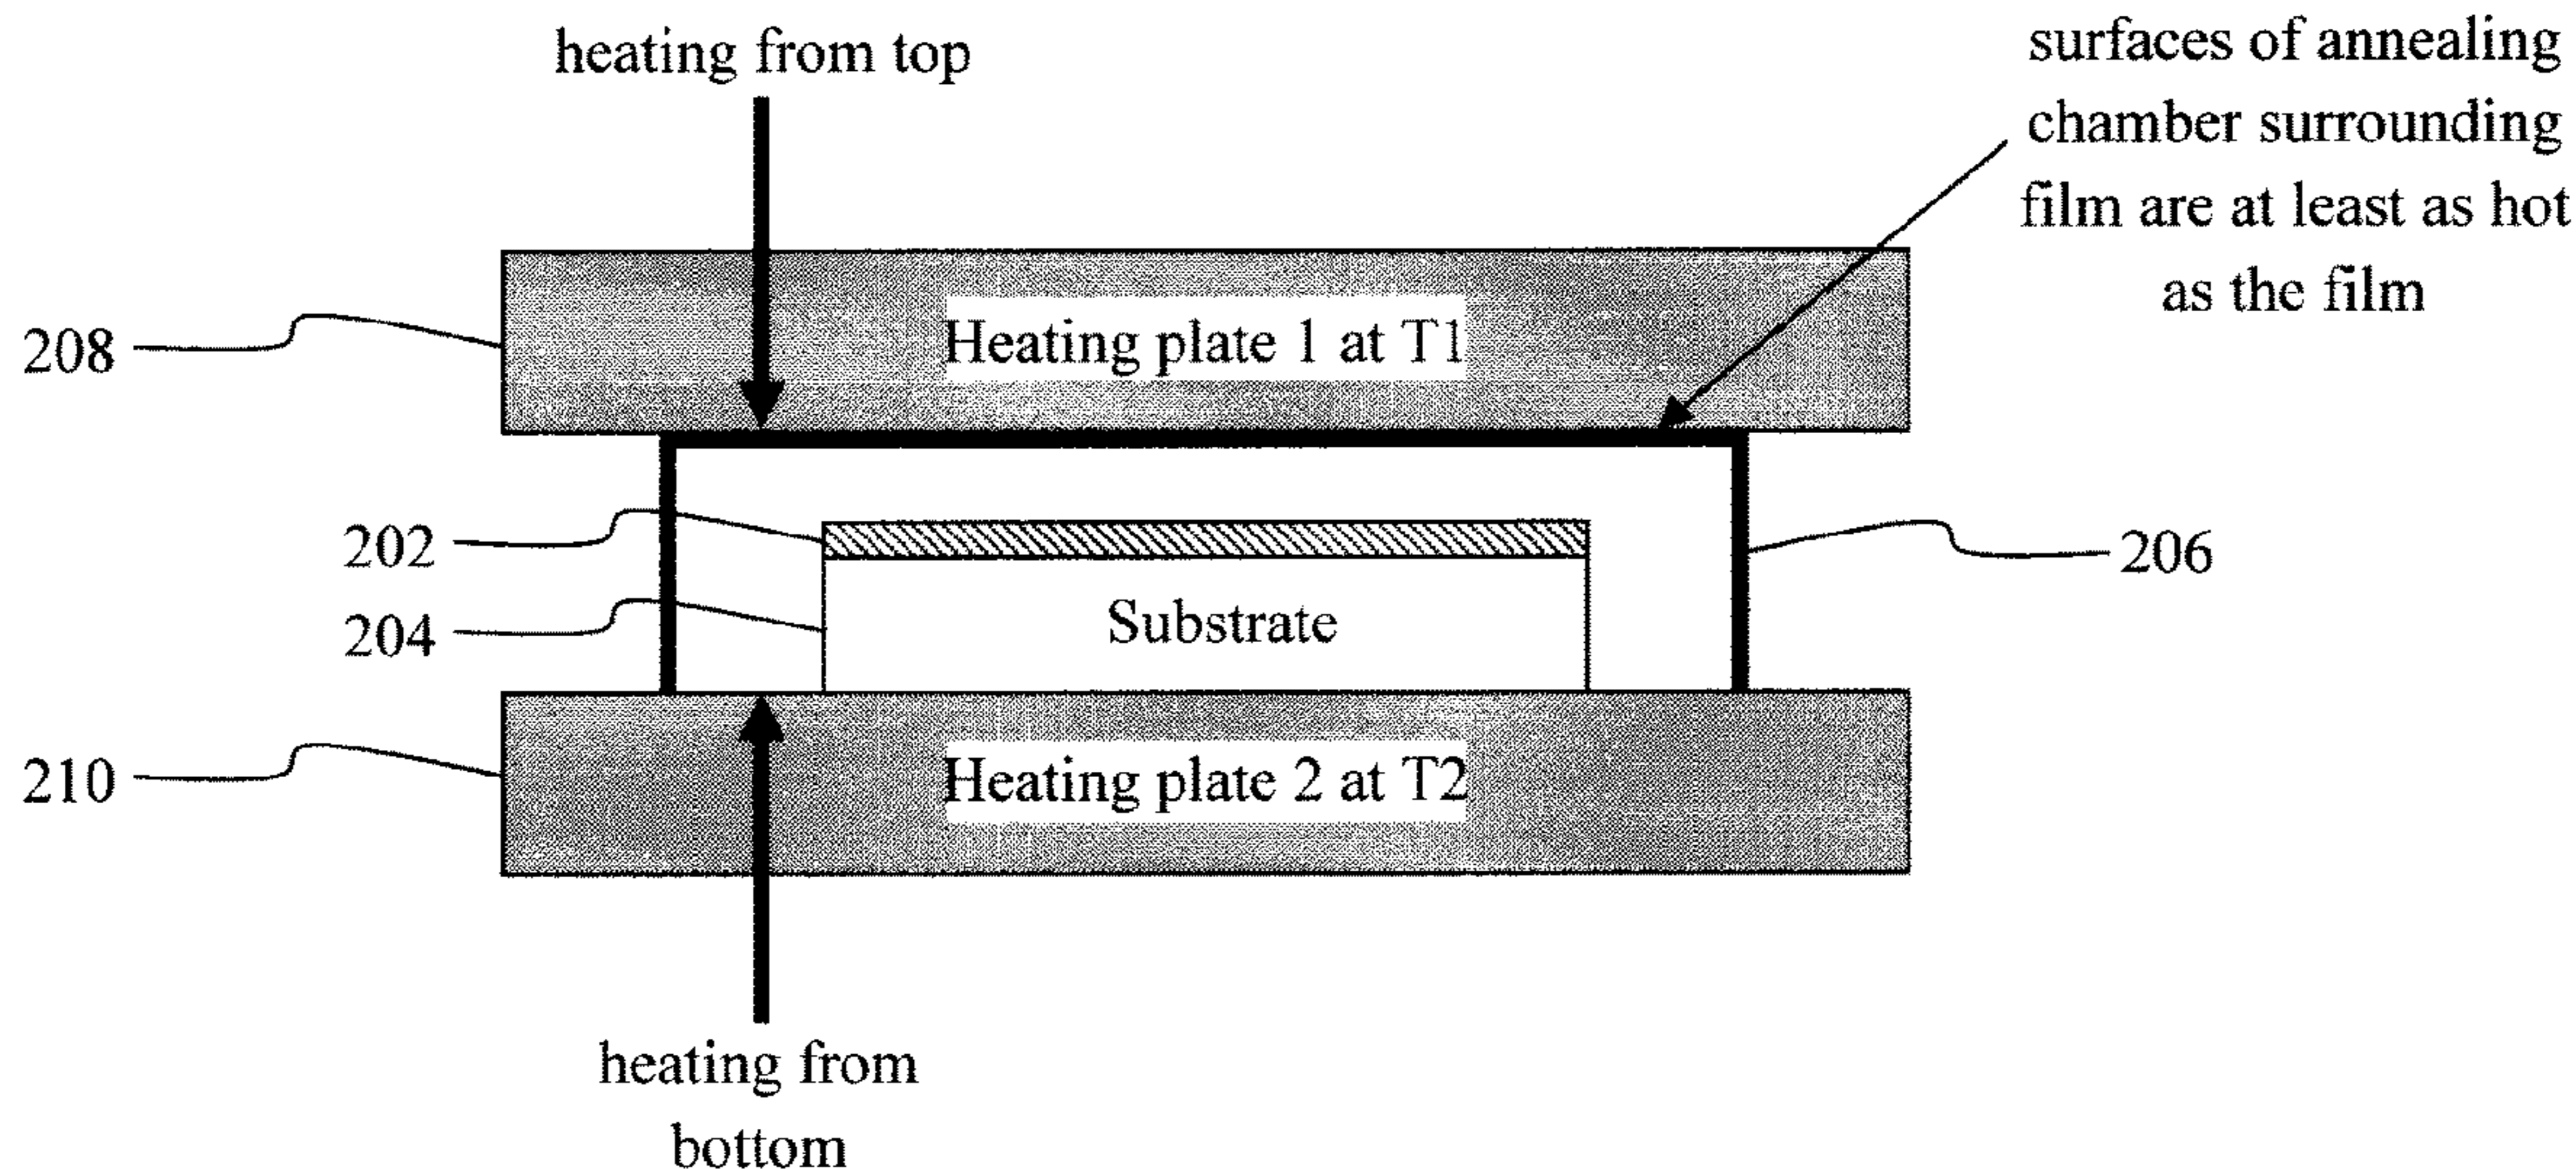 heating from top
surfaces of annealing
chamber surrounding
film are at least as hot
as the film
208
Heating plate 1 at T1
202
206
204
Substrate
210
Heating plate 2 at T2
heating from
bottom